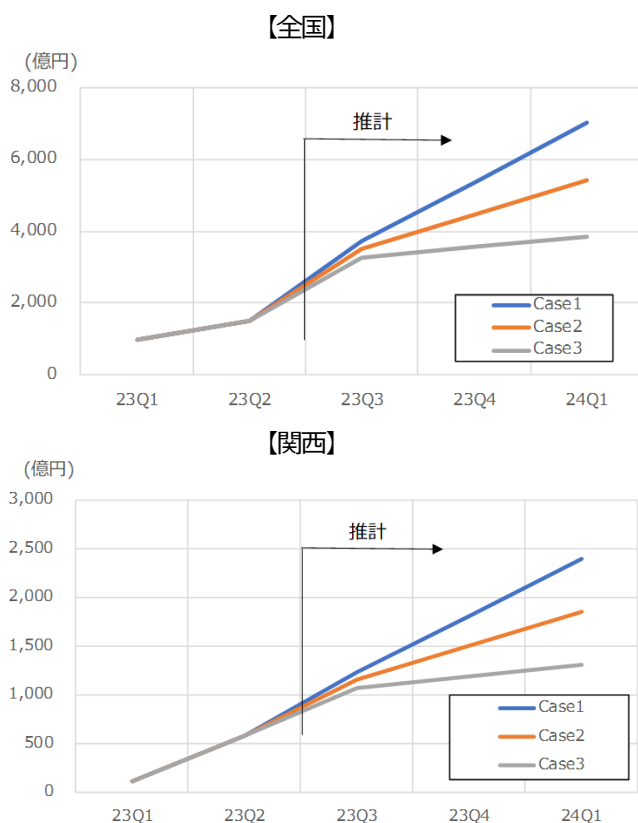 【全国】
(億円)
8,000
推計
6,000
4,000
2,000
Case1
Case2
Case3
0
23Q1 23Q2 23Q3 23Q4 24Q1
【関西】
(億円)
3,000
推計
2,500
2,000
1,500
1,000
Case1
Case2
500
Case3
0
23Q1 23Q2 23Q3 23Q4 24Q1